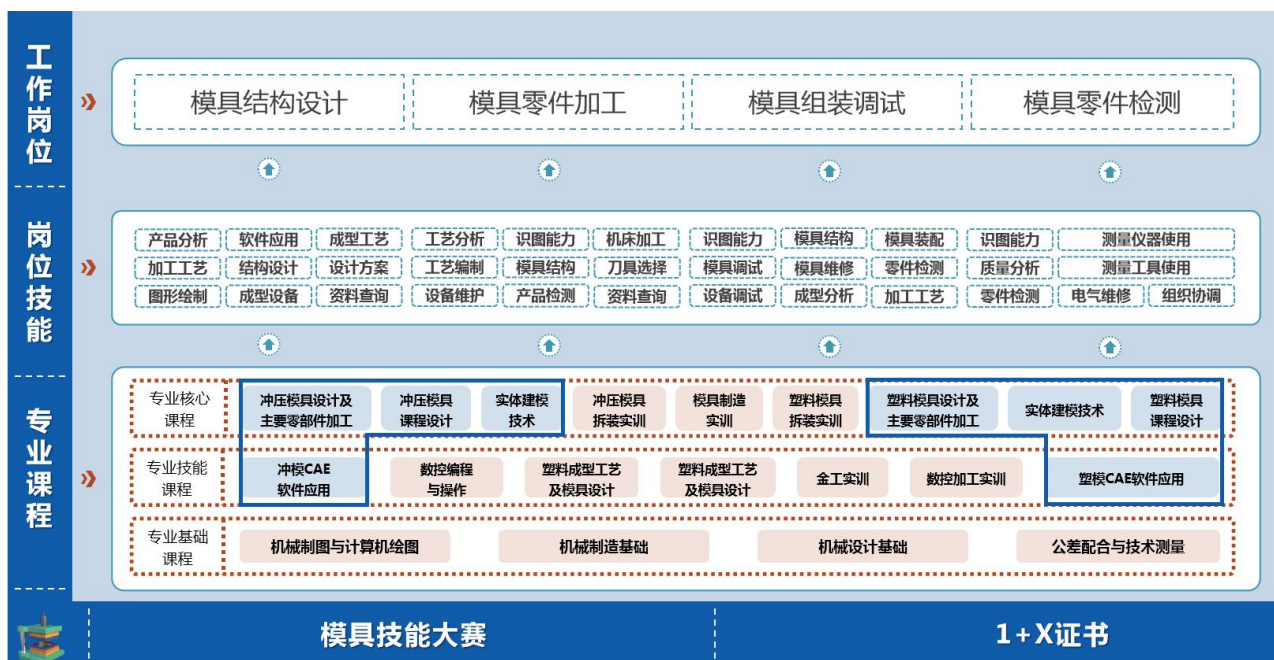 工作岗位
模具结构设计
模具零件加工
模具组装调试
模具零件检测
岗位技能
产品分析 软件应用 成型工艺 工艺分析 识图能力 机床加工 识图能力 模具结构 模具装配 识图能力 测量仪器使用
加工工艺 结构设计 设计方案 工艺编制 模具结构 刀具选择 模具调试 模具维修 零件检测 质量分析 测量工具使用
图形绘制 成型设备 资料查询 设备维护 产品检测 资料查询 设备调试 成型分析 加工工艺 零件检测 电气维修 组织协调
专业课程
专业核心
课程
冲压模具设计及
主要零部件加工
冲压模具
课程设计
实体建模
技术
冲压模具
拆装实训
模具制造
实训
塑料模具
拆装实训
塑料模具设计及
主要零部件加工
实体建模技术
塑料模具
课程设计
专业技能
课程
冲模CAE
软件应用
数控编程
与操作
塑料成型工艺
及模具设计
塑料成型工艺
及模具设计
金工实训
数控加工实训
塑模CAE软件应用
专业基础
课程
机械制图与计算机绘图
机械制造基础
机械设计基础
公差配合与技术测量
模具技能大赛
1+X证书